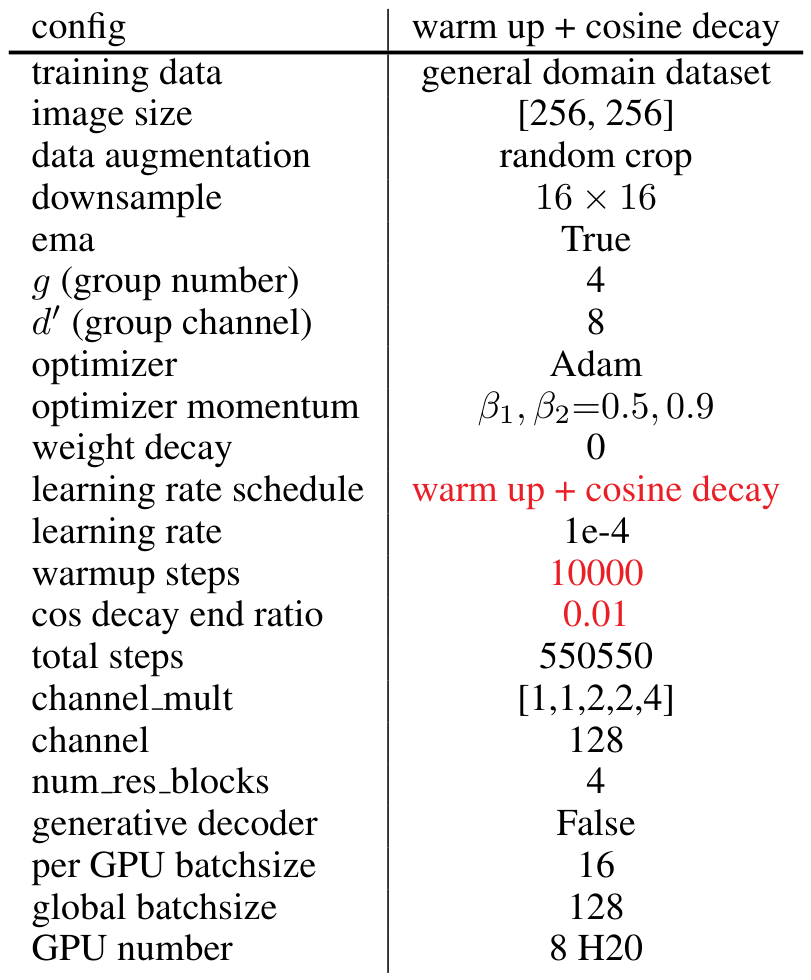 config warm up + cosine decay
training data general domain dataset
image size [256, 256]
data augmentation random crop
downsample 16 × 16
ema True
g (group number) 4
d′ (group channel) 8
optimizer Adam
optimizer momentum β₁, β₂=0.5, 0.9
weight decay 0
learning rate schedule warm up + cosine decay
learning rate 1e-4
warmup steps 10000
cos decay end ratio 0.01
total steps 550550
channel_mult [1,1,2,2,4]
channel 128
num_res_blocks 4
generative decoder False
per GPU batchsize 16
global batchsize 128
GPU number 8 H20